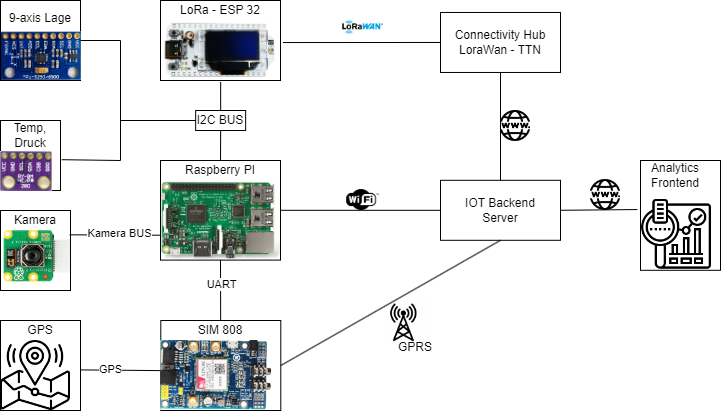 9-axis Lage
LoRa - ESP 32
LoRaWAN
Connectivity Hub
LoraWan - TTN
Temp,
Druck
I2C BUS
www.
Raspberry PI
Wi Fi
IOT Backend
Server
www.
Analytics
Frontend
Kamera
Kamera BUS
UART
GPS
GPS
SIM 808
GPRS